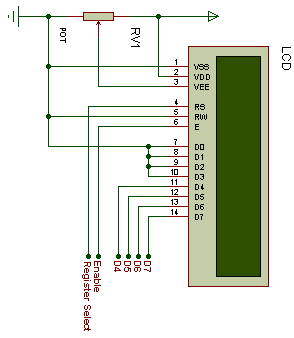 LCD
RV1
POT
1 VSS
2 VDD
3 VEE
4 RS
5 RW
6 E
7 D0
8 D1
9 D2
10 D3
11 D4
12 D5
13 D6
14 D7
D7
D6
D5
D4
Enable
Register Select